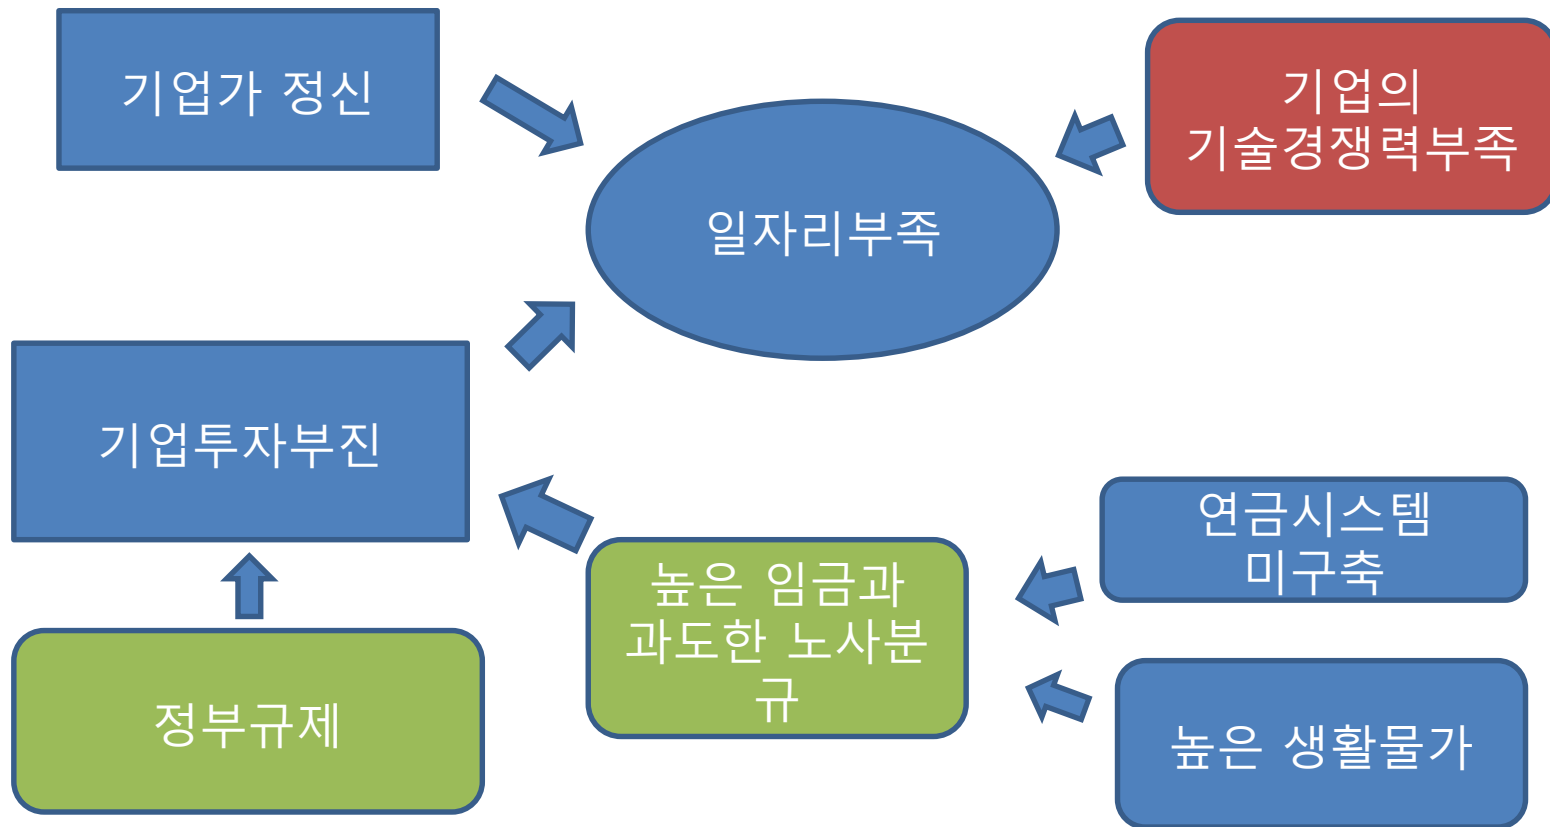 기업가 정신
기업의
기술경쟁력부족
일자리부족
기업투자부진
연금시스템
미구축
높은 임금과
과도한 노사분
규
정부규제
높은 생활물가